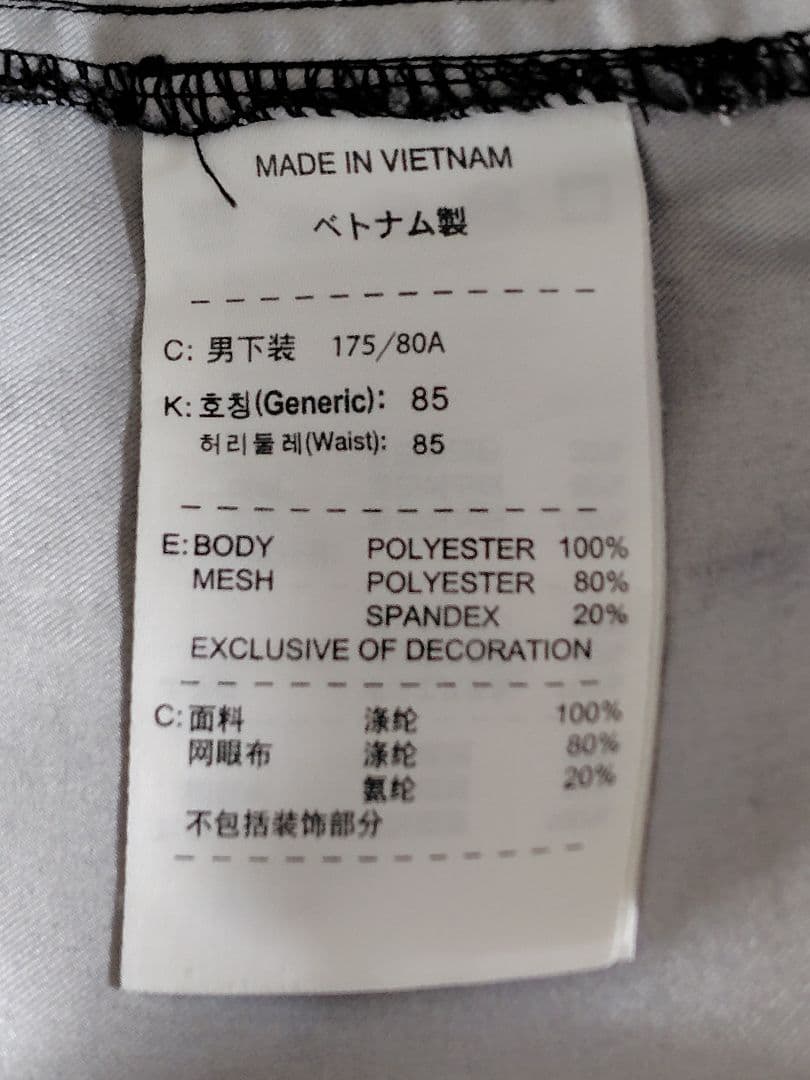 MADE IN VIETNAM
ベトナム製
C: 男下装 175/80A
K: 호칭(Generic): 85
허리둘레(Waist): 85
E: BODY POLYESTER 100%
MESH POLYESTER 80%
SPANDEX 20%
EXCLUSIVE OF DECORATION
C: 面料 涤纶 100%
网眼布 涤纶 80%
氨纶 20%
不包括装饰部分